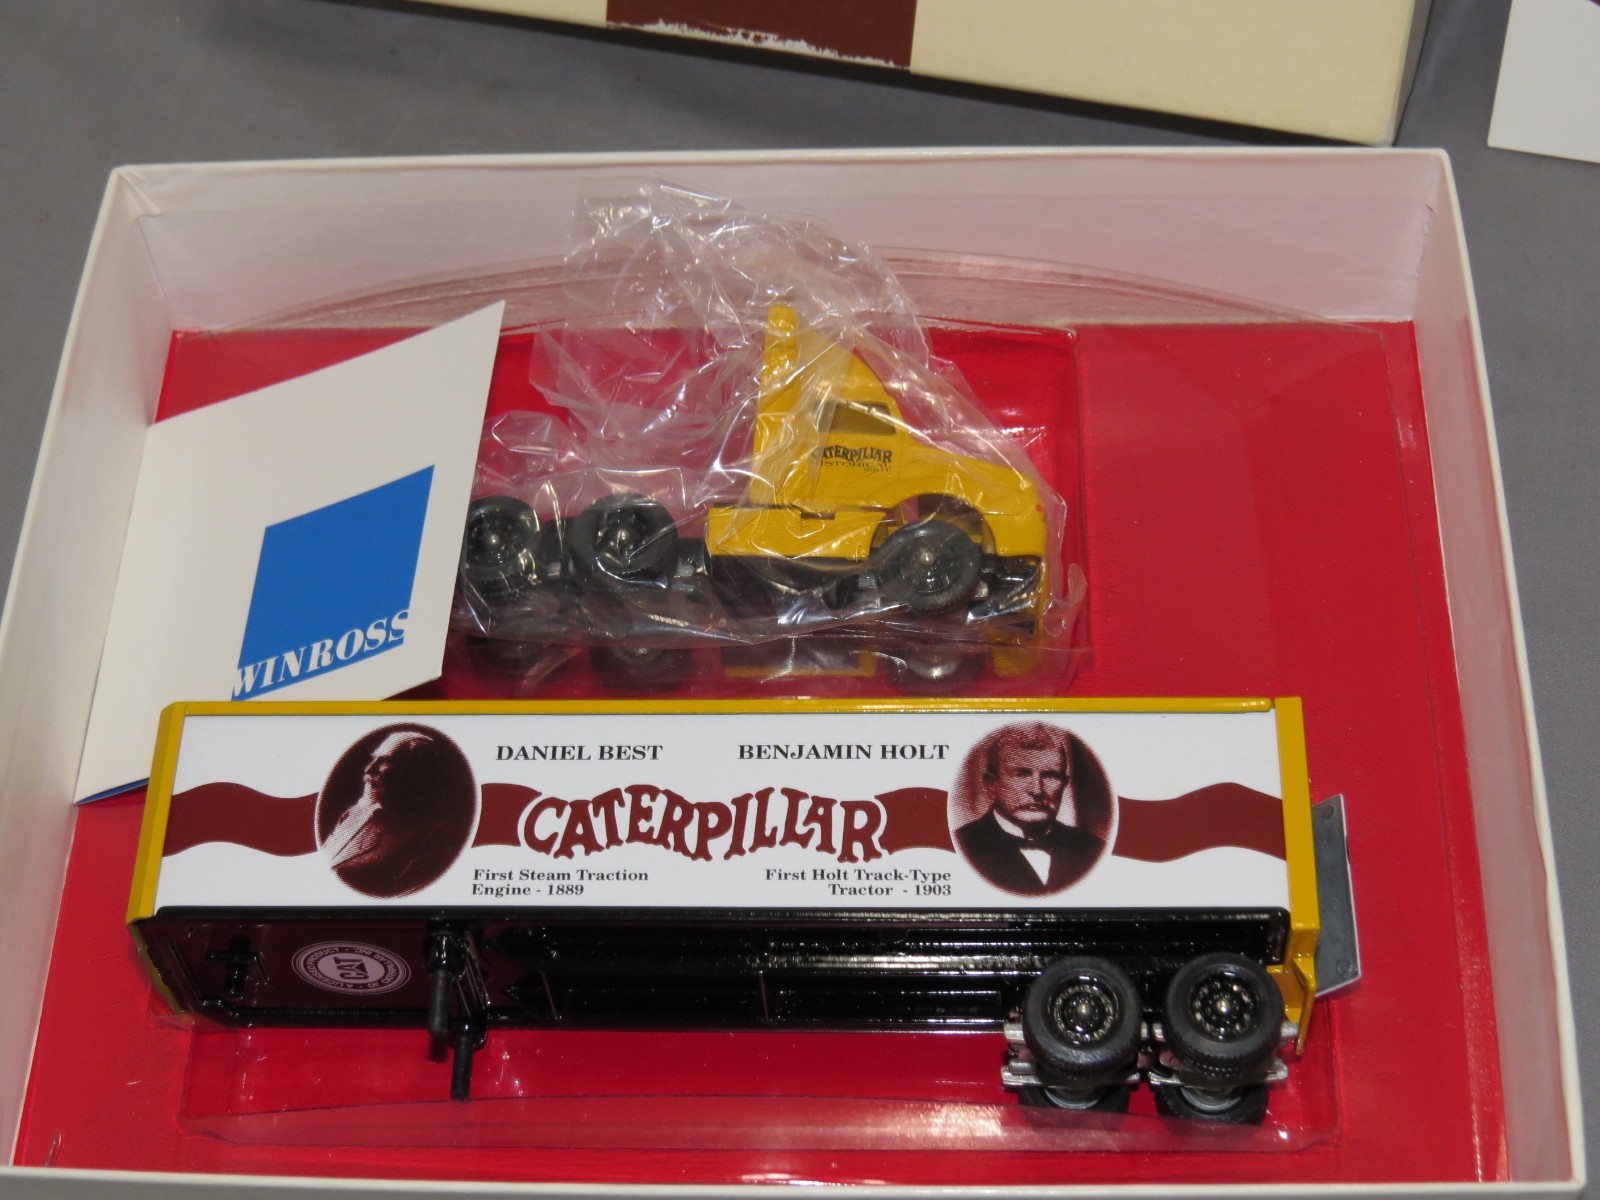 CATERPILLAR
HISTORICAL
WINROSS
DANIEL BEST BENJAMIN HOLT
CATERPILLAR
First Steam Traction First Holt Track-Type
Engine - 1889 Tractor - 1903
CAT